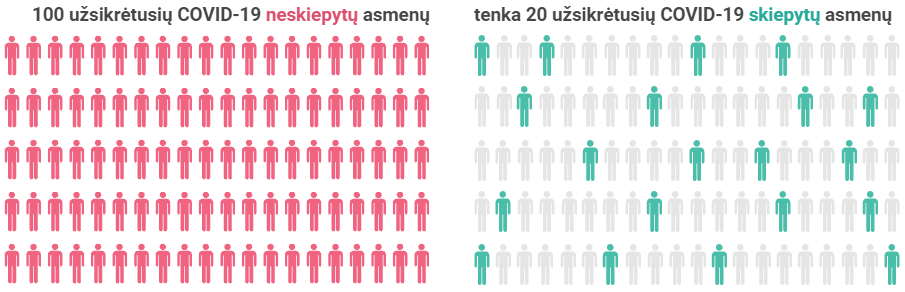 100 užsikrėtusių COVID-19 neskiepytų asmenų
tenka 20 užsikrėtusių COVID-19 skiepytų asmenų